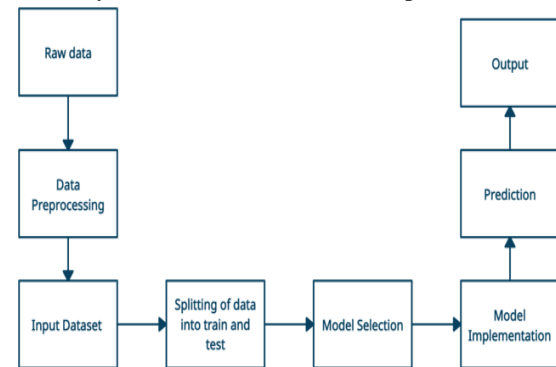 Raw data
Data
Preprocessing
Input Dataset
Splitting of data
into train and
test
Model Selection
Model
Implementation
Prediction
Output